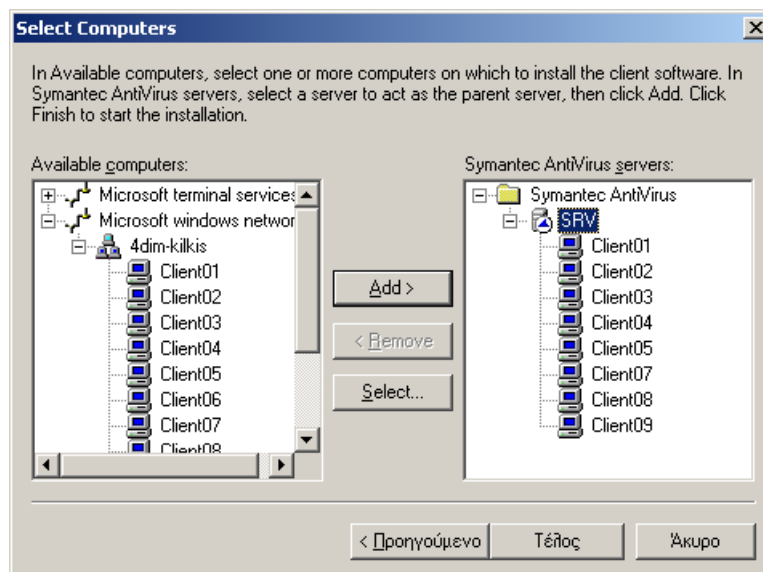 Select Computers
In Available computers, select one or more computers on which to install the client software. In
Symantec AntiVirus servers, select a server to act as the parent server, then click Add. Click
Finish to start the installation.
Available computers:
Microsoft terminal services
Microsoft windows networ
4dim-kilkis
Client01
Client02
Client03
Client04
Client05
Client06
Client07
Client08
Add >
< Remove
Select...
Symantec AntiVirus servers:
Symantec AntiVirus
SRV
Client01
Client02
Client03
Client04
Client05
Client07
Client08
Client09
< Προηγούμενο
Τέλος
Άκυρο